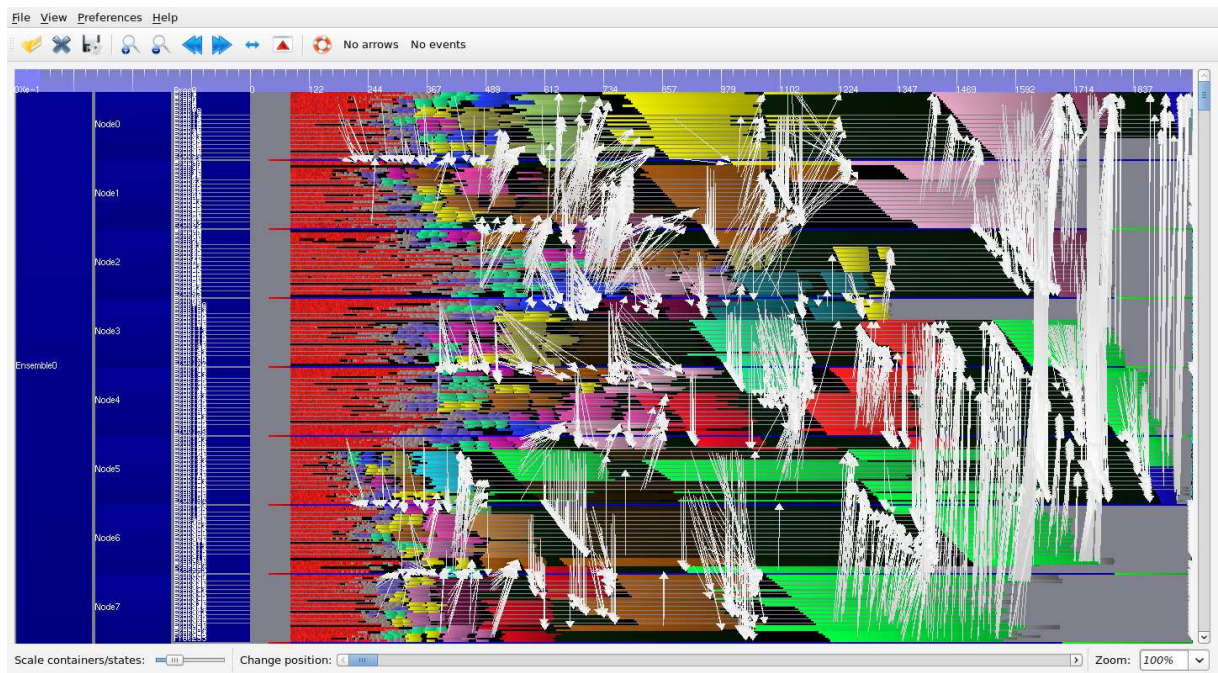 File View Preferences Help
No arrows No events
0 122 244 367 489 612 734 857 979 1102 1224 1347 1469 1592 1714 1837
Node0
Node1
Node2
Node3
Ensemble0
Node4
Node5
Node6
Node7
Scale containers/states: Change position: Zoom: 100%